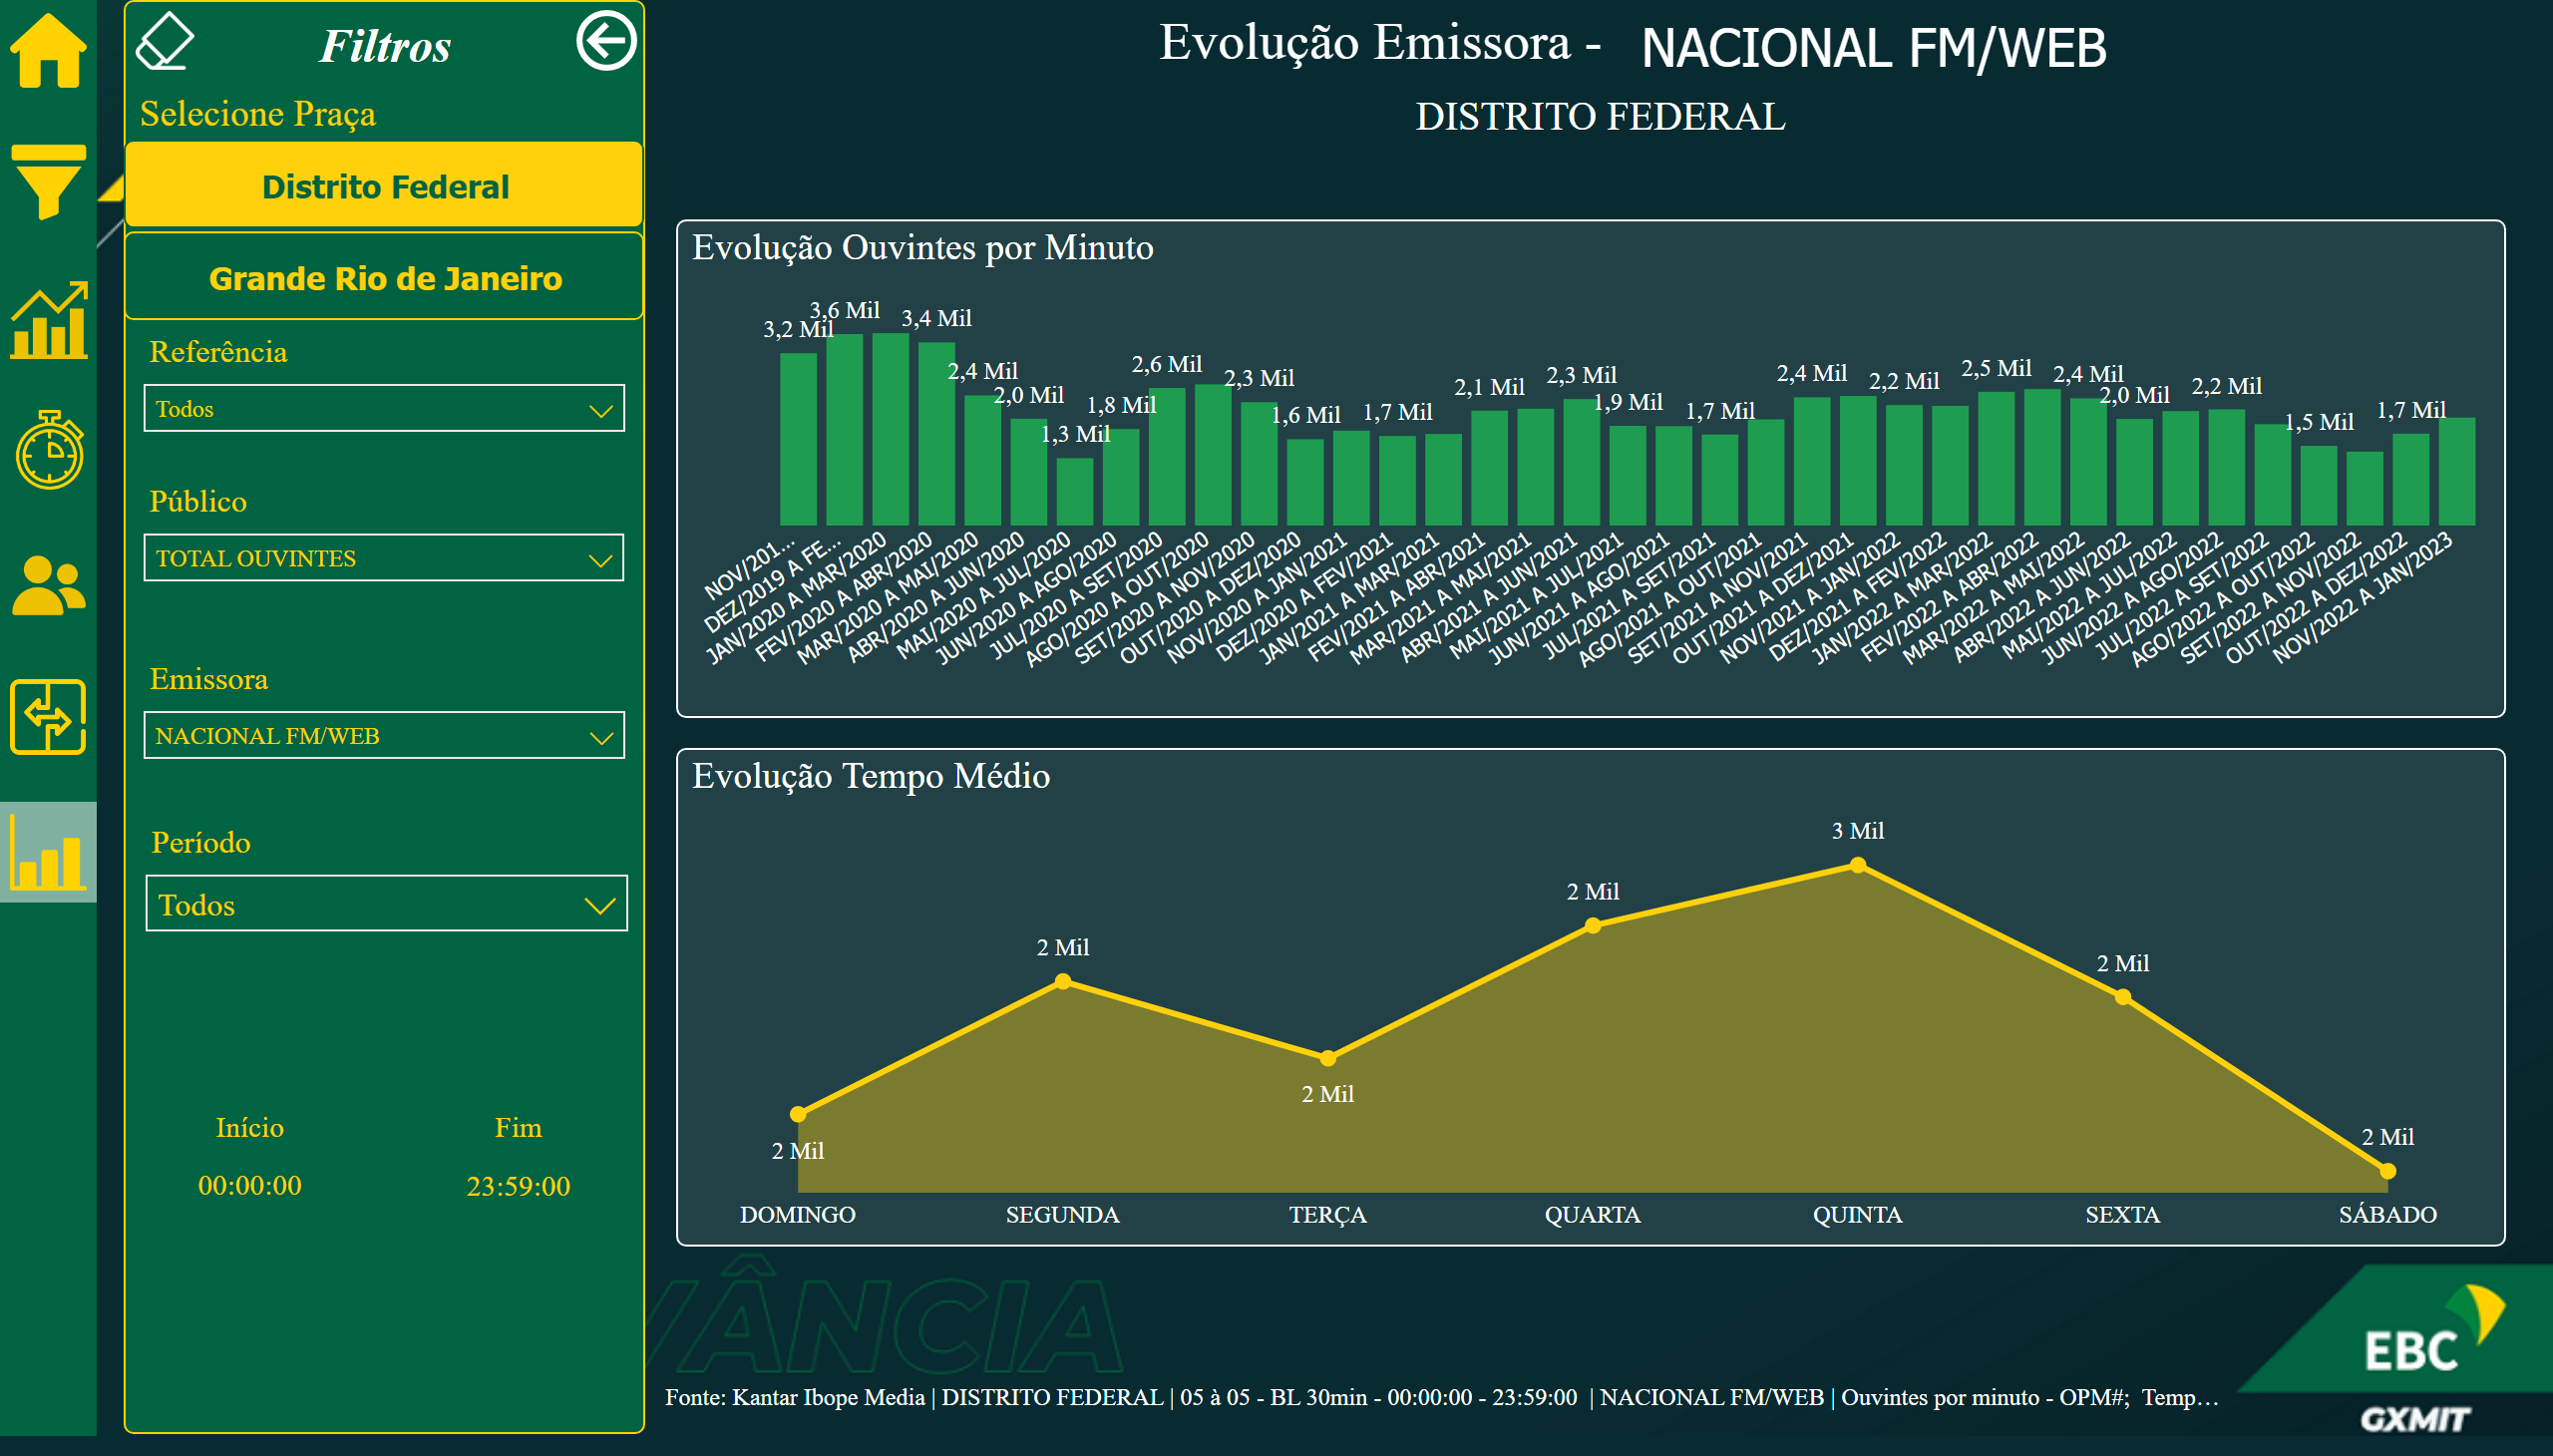 Filtros
Selecione Praça
Distrito Federal
Grande Rio de Janeiro
Referência
Todos
Público
TOTAL OUVINTES
Emissora
NACIONAL FM/WEB
Período
Todos
Início
Fim
00:00:00
23:59:00
Evolução Emissora - NACIONAL FM/WEB
DISTRITO FEDERAL
Evolução Ouvintes por Minuto
3,2 Mil
3,6 Mil
3,4 Mil
2,4 Mil
2,0 Mil
1,3 Mil
1,8 Mil
2,6 Mil
2,3 Mil
1,6 Mil
1,7 Mil
2,1 Mil
2,3 Mil
1,9 Mil
1,7 Mil
2,4 Mil
2,2 Mil
2,5 Mil
2,4 Mil
2,0 Mil
2,2 Mil
1,5 Mil
1,7 Mil
NOV/201...
DEZ/2019 A FE...
JAN/2020 A MAR/2020
FEV/2020 A ABR/2020
MAR/2020 A MAI/2020
ABR/2020 A JUN/2020
MAI/2020 A JUL/2020
JUN/2020 A AGO/2020
JUL/2020 A SET/2020
AGO/2020 A OUT/2020
SET/2020 A NOV/2020
OUT/2020 A DEZ/2020
NOV/2020 A JAN/2021
DEZ/2020 A FEV/2021
JAN/2021 A MAR/2021
FEV/2021 A ABR/2021
MAR/2021 A MAI/2021
ABR/2021 A JUN/2021
MAI/2021 A JUL/2021
JUN/2021 A AGO/2021
JUL/2021 A SET/2021
AGO/2021 A OUT/2021
SET/2021 A NOV/2021
OUT/2021 A DEZ/2021
NOV/2021 A JAN/2022
DEZ/2021 A FEV/2022
JAN/2022 A MAR/2022
FEV/2022 A ABR/2022
MAR/2022 A MAI/2022
ABR/2022 A JUN/2022
MAI/2022 A JUL/2022
JUN/2022 A AGO/2022
JUL/2022 A SET/2022
AGO/2022 A OUT/2022
SET/2022 A NOV/2022
OUT/2022 A DEZ/2022
NOV/2022 A JAN/2023
Evolução Tempo Médio
2 Mil
2 Mil
2 Mil
2 Mil
3 Mil
2 Mil
2 Mil
DOMINGO
SEGUNDA
TERÇA
QUARTA
QUINTA
SEXTA
SÁBADO
VÂNCIA
Fonte: Kantar Ibope Media | DISTRITO FEDERAL | 05 à 05 - BL 30min - 00:00:00 - 23:59:00 | NACIONAL FM/WEB | Ouvintes por minuto - OPM#; Temp...
EBC
GXMIT